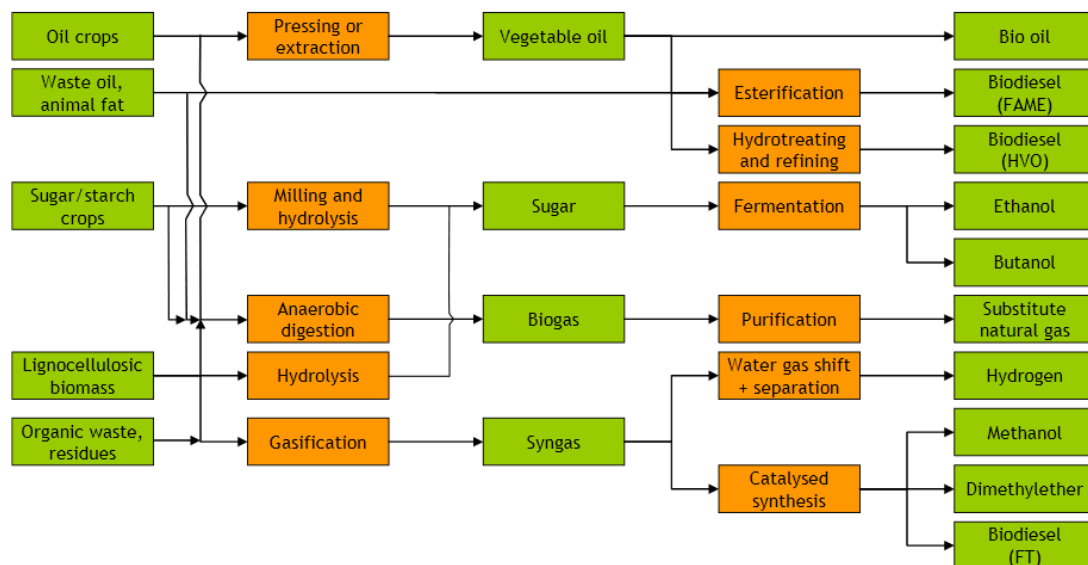 Oil crops
Pressing or
extraction
Vegetable oil
Bio oil
Waste oil,
animal fat
Esterification
Biodiesel
(FAME)
Hydrotreating
and refining
Biodiesel
(HVO)
Sugar/starch
crops
Milling and
hydrolysis
Sugar
Fermentation
Ethanol
Butanol
Anaerobic
digestion
Biogas
Purification
Substitute
natural gas
Lignocellulosic
biomass
Hydrolysis
Water gas shift
+ separation
Hydrogen
Organic waste,
residues
Gasification
Syngas
Methanol
Catalysed
synthesis
Dimethylether
Biodiesel
(FT)